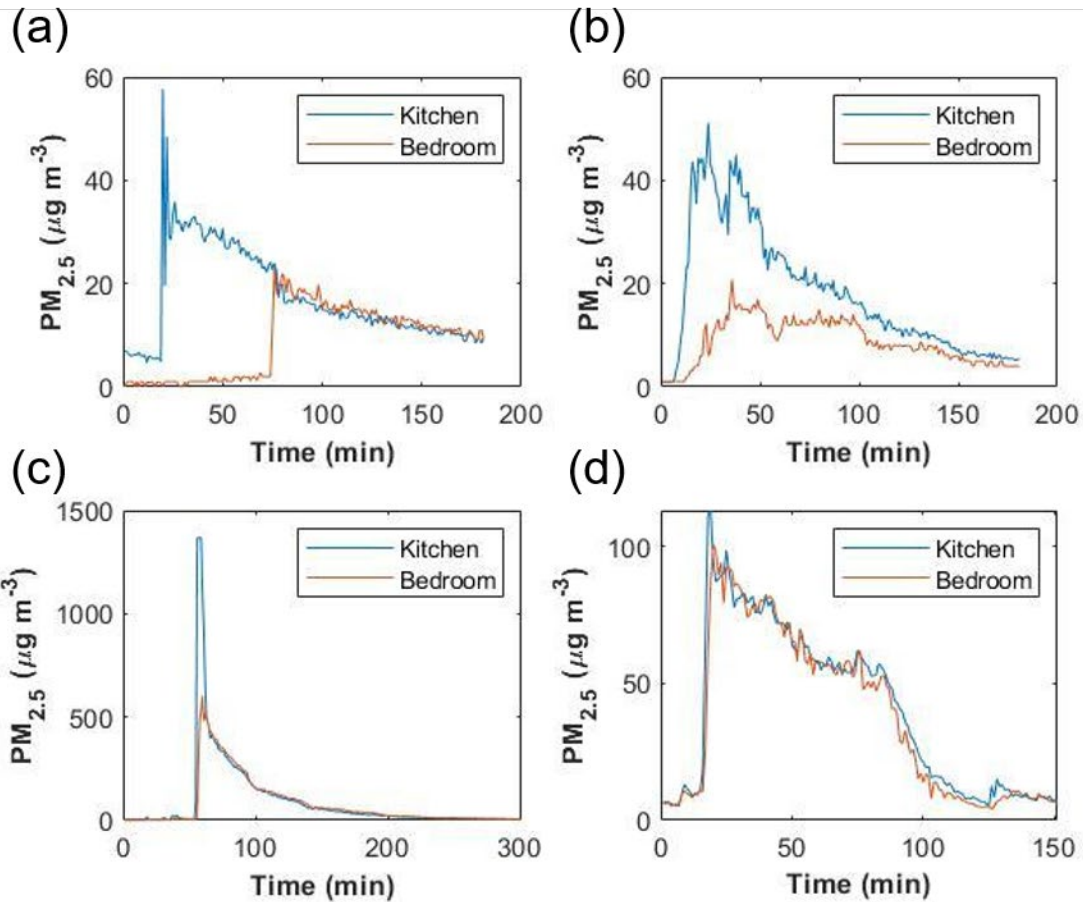 (a)
60
40
20
0
PM2.5 (μg m-3)
Kitchen
Bedroom
0 50 100 150 200
Time (min)
(b)
60
40
20
0
PM2.5 (μg m-3)
Kitchen
Bedroom
0 50 100 150 200
Time (min)
(c)
1500
1000
500
0
PM2.5 (μg m-3)
Kitchen
Bedroom
0 100 200 300
Time (min)
(d)
100
50
0
PM2.5 (μg m-3)
Kitchen
Bedroom
0 50 100 150
Time (min)